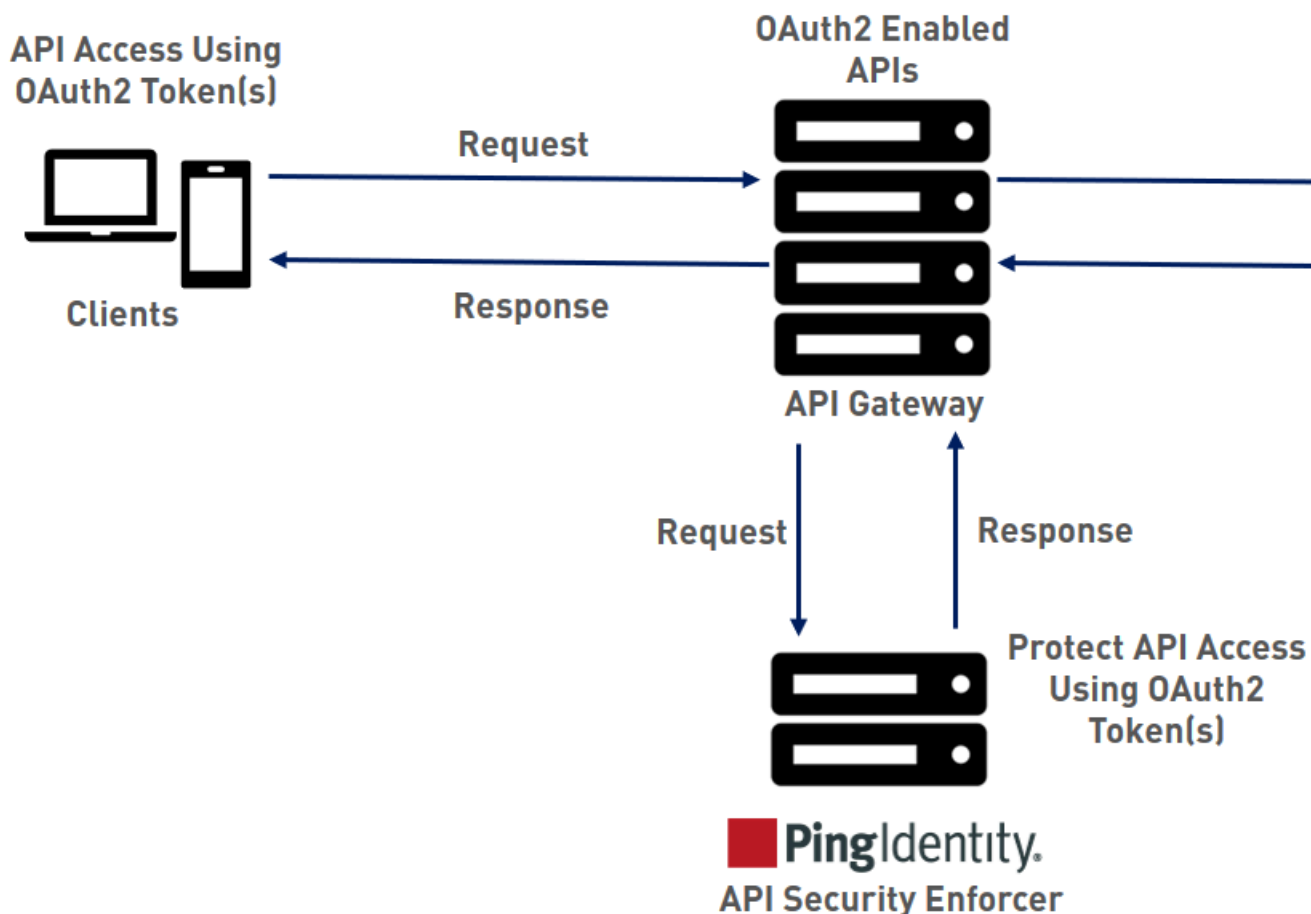 API Access Using
OAuth2 Token(s)
OAuth2 Enabled
APIs
Request
Response
Clients
API Gateway
Request
Response
Protect API Access
Using OAuth2
Token(s)
PingIdentity®
API Security Enforcer